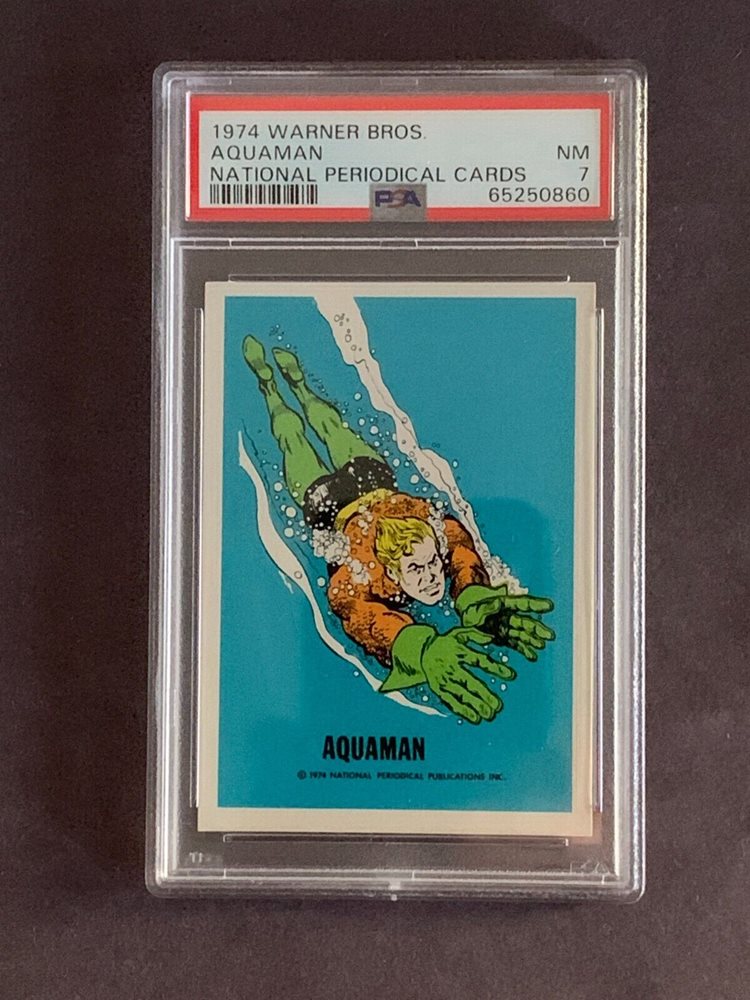 1974 WARNER BROS.
AQUAMAN NM
NATIONAL PERIODICAL CARDS 7
PSA 65250860
AQUAMAN
© 1974 NATIONAL PERIODICAL PUBLICATIONS INC.